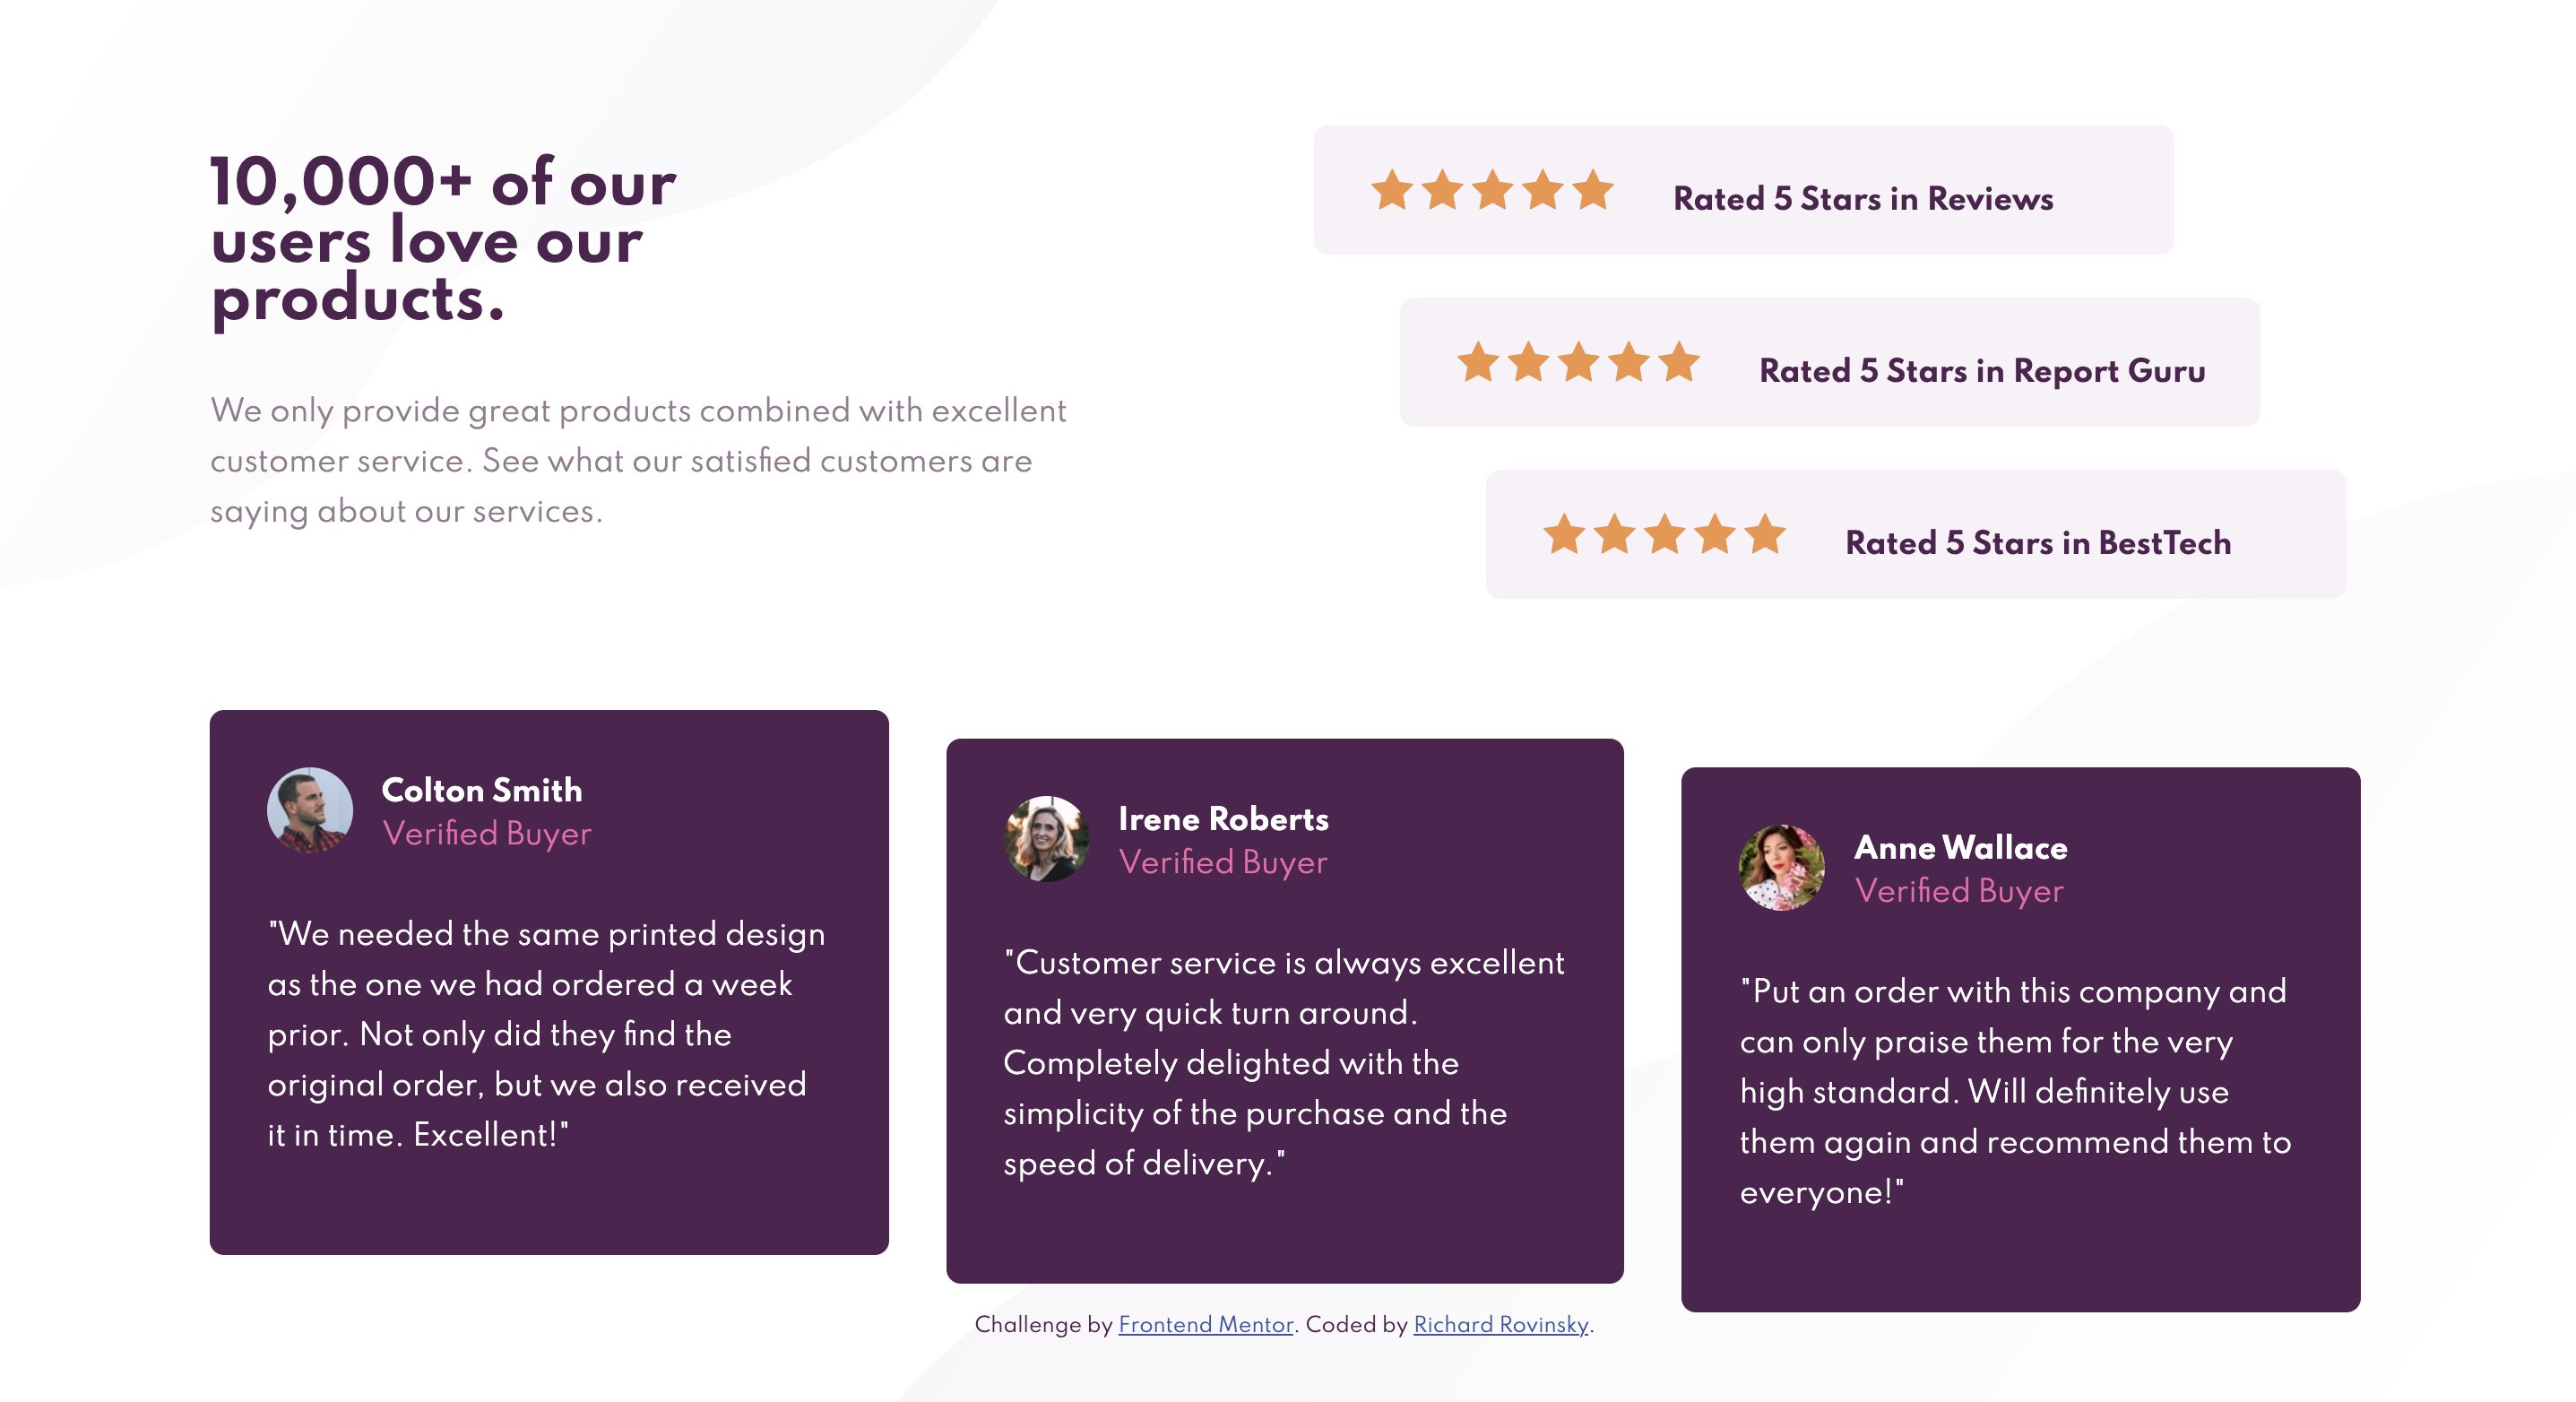 10,000+ of our
users love our
products.
We only provide great products combined with excellent
customer service. See what our satisfied customers are
saying about our services.
Rated 5 Stars in Reviews
Rated 5 Stars in Report Guru
Rated 5 Stars in BestTech
Colton Smith
Verified Buyer
"We needed the same printed design
as the one we had ordered a week
prior. Not only did they find the
original order, but we also received
it in time. Excellent!"
Irene Roberts
Verified Buyer
"Customer service is always excellent
and very quick turn around.
Completely delighted with the
simplicity of the purchase and the
speed of delivery."
Anne Wallace
Verified Buyer
"Put an order with this company and
can only praise them for the very
high standard. Will definitely use
them again and recommend them to
everyone!"
Challenge by Frontend Mentor. Coded by Richard Rovinsky.